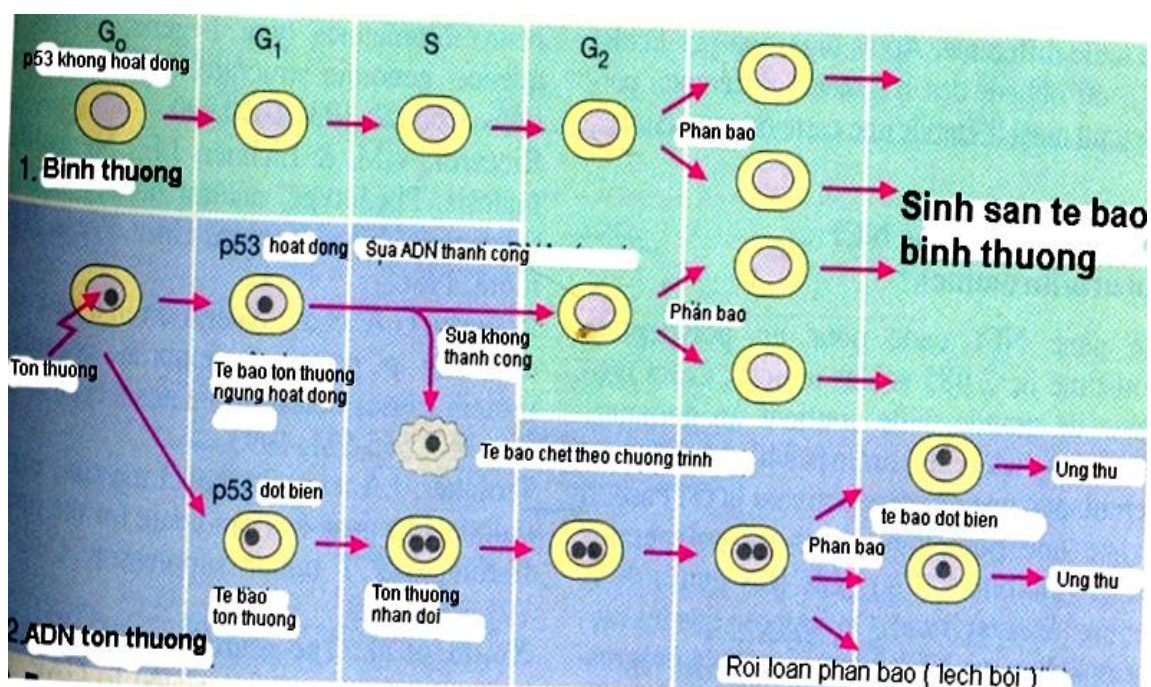 G₀
G₁
S
G₂
p53 khong hoat dong
Phan bao
1. Binh thuong
Sinh san te bao
binh thuong
p53 hoat dong
Sua ADN thanh cong
Ton thuong
Te bao ton thuong
ngung hoat dong
Sua khong
thanh cong
Phán bao
Te bao chet theo chuong trinh
p53 dot bien
Te bao
ton thuong
Ton thuong
nhan doi
Phan bao
te bao dot bien
Ung thu
Ung thu
2.ADN ton thuong
Roi loan phan bao ( lech bội )